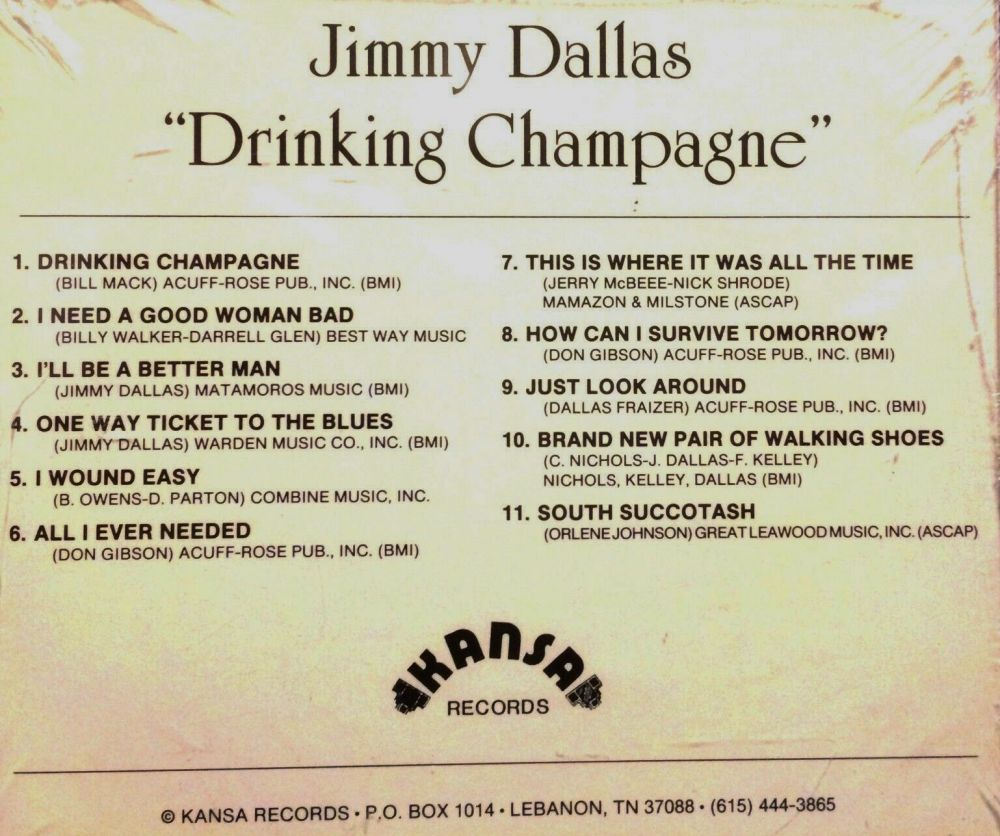 Jimmy Dallas
“Drinking Champagne”
1. DRINKING CHAMPAGNE
(BILL MACK) ACUFF-ROSE PUB., INC. (BMI)
2. I NEED A GOOD WOMAN BAD
(BILLY WALKER-DARRELL GLEN) BEST WAY MUSIC
3. I'LL BE A BETTER MAN
(JIMMY DALLAS) MATAMOROS MUSIC (BMI)
4. ONE WAY TICKET TO THE BLUES
(JIMMY DALLAS) WARDEN MUSIC CO., INC. (BMI)
5. I WOUND EASY
(B. OWENS-D. PARTON) COMBINE MUSIC, INC.
6. ALL I EVER NEEDED
(DON GIBSON) ACUFF-ROSE PUB., INC. (BMI)
7. THIS IS WHERE IT WAS ALL THE TIME
(JERRY McBEEE-NICK SHRODE)
MAMAZON & MILSTONE (ASCAP)
8. HOW CAN I SURVIVE TOMORROW?
(DON GIBSON) ACUFF-ROSE PUB., INC. (BMI)
9. JUST LOOK AROUND
(DALLAS FRAIZER) ACUFF-ROSE PUB., INC. (BMI)
10. BRAND NEW PAIR OF WALKING SHOES
(C. NICHOLS-J. DALLAS-F. KELLEY)
NICHOLS, KELLEY, DALLAS (BMI)
11. SOUTH SUCCOTASH
(ORLENE JOHNSON) GREAT LEAWOOD MUSIC, INC. (ASCAP)
KANSA
RECORDS
© KANSA RECORDS • P.O. BOX 1014 • LEBANON, TN 37088 • (615) 444-3865